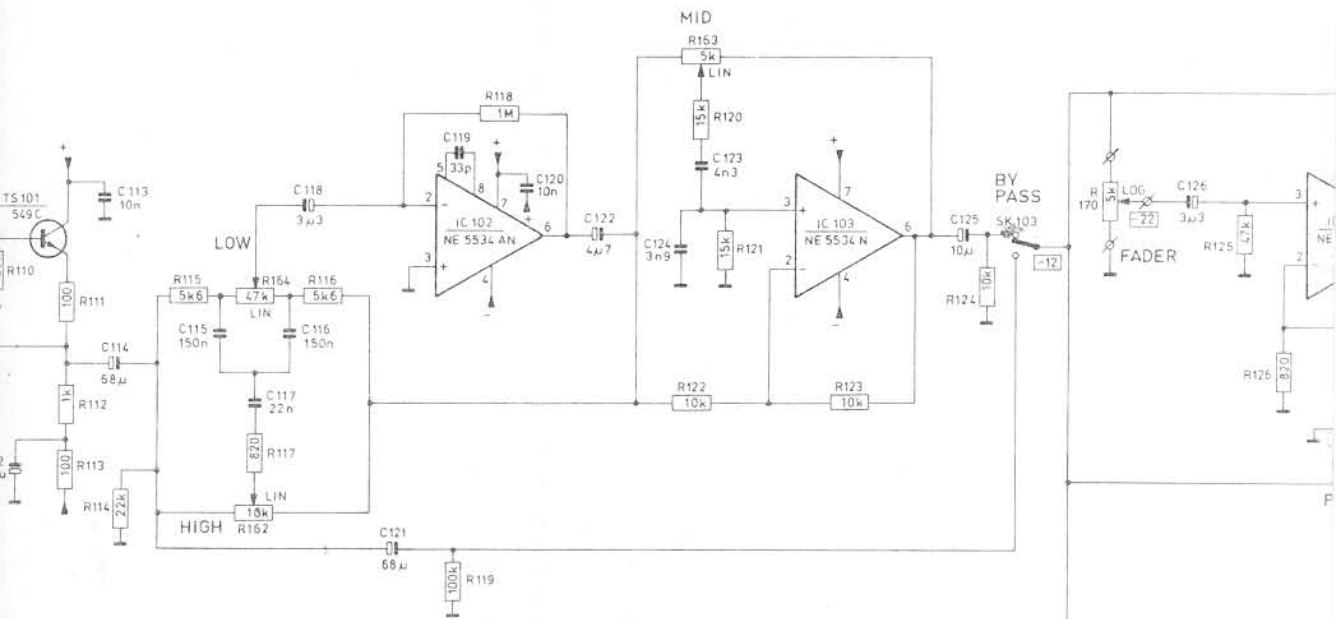 MID
R163
5k
LIN
R118
1M
15k
R120
C119
33p
5
8
C123
4n3
+
C113
10n
TS101
549C
C118
3µ3
2
−
7
C120
10n
+
IC 102
NE 5534 AN
6
3
+
4
−
C122
4µ7
+
7
3
+
IC 103
NE 5534 N
6
2
−
4
−
C124
3n9
15k
R121
BY
PASS
SK103
C125
10µ
-12
R124
10k
R
170
5k
LOG
-22
C126
3µ3
FADER
R125
47k
3
+
2
−
NE
R126
820
LOW
R110
R111
100
R115
5k6
R164
47k
LIN
R116
5k6
C115
150n
C116
150n
C114
68µ
R112
1k
C117
22n
820
R117
R122
10k
R123
10k
R113
100
R114
22k
HIGH
LIN
10k
R162
C121
68µ
100k
R119